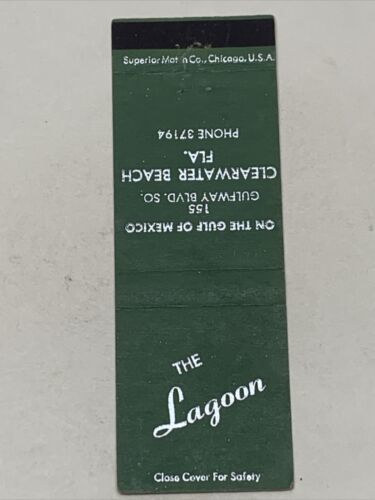 Superior Match Co., Chicago, U.S.A.
ON THE GULF OF MEXICO
155
GULFWAY BLVD. SO.
CLEARWATER BEACH
FLA.
PHONE 37194
THE
Lagoon
Close Cover For Safety